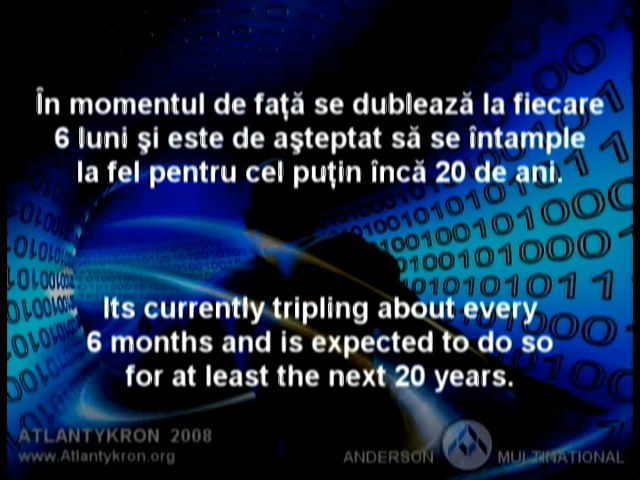 În momentul de faţă se dublează la fiecare
6 luni şi este de aşteptat să se întample
la fel pentru cel puţin încă 20 de ani.
Its currently tripling about every
6 months and is expected to do so
for at least the next 20 years.
ATLANTYKRON 2008
www.Atlantykron.org
ANDERSON MULTINATIONAL